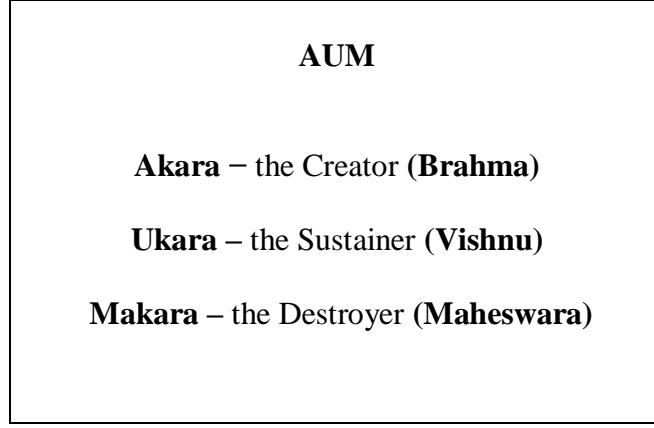 AUM
Akara − the Creator (Brahma)
Ukara – the Sustainer (Vishnu)
Makara – the Destroyer (Maheswara)